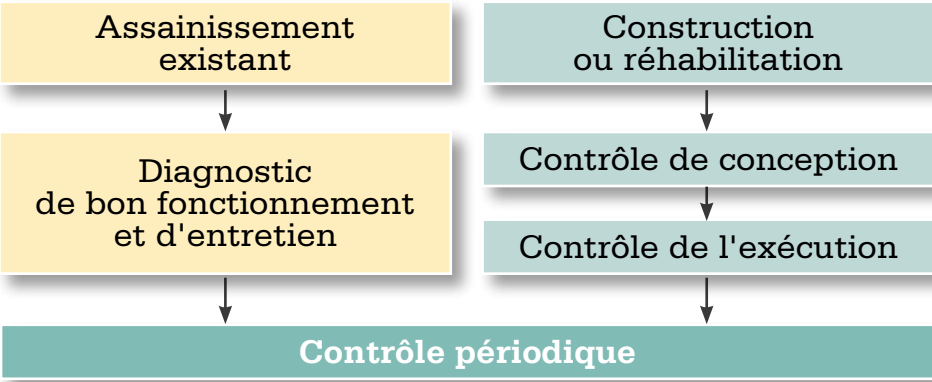 Assainissement
existant
Construction
ou réhabilitation
Diagnostic
de bon fonctionnement
et d'entretien
Contrôle de conception
Contrôle de l'exécution
Contrôle périodique